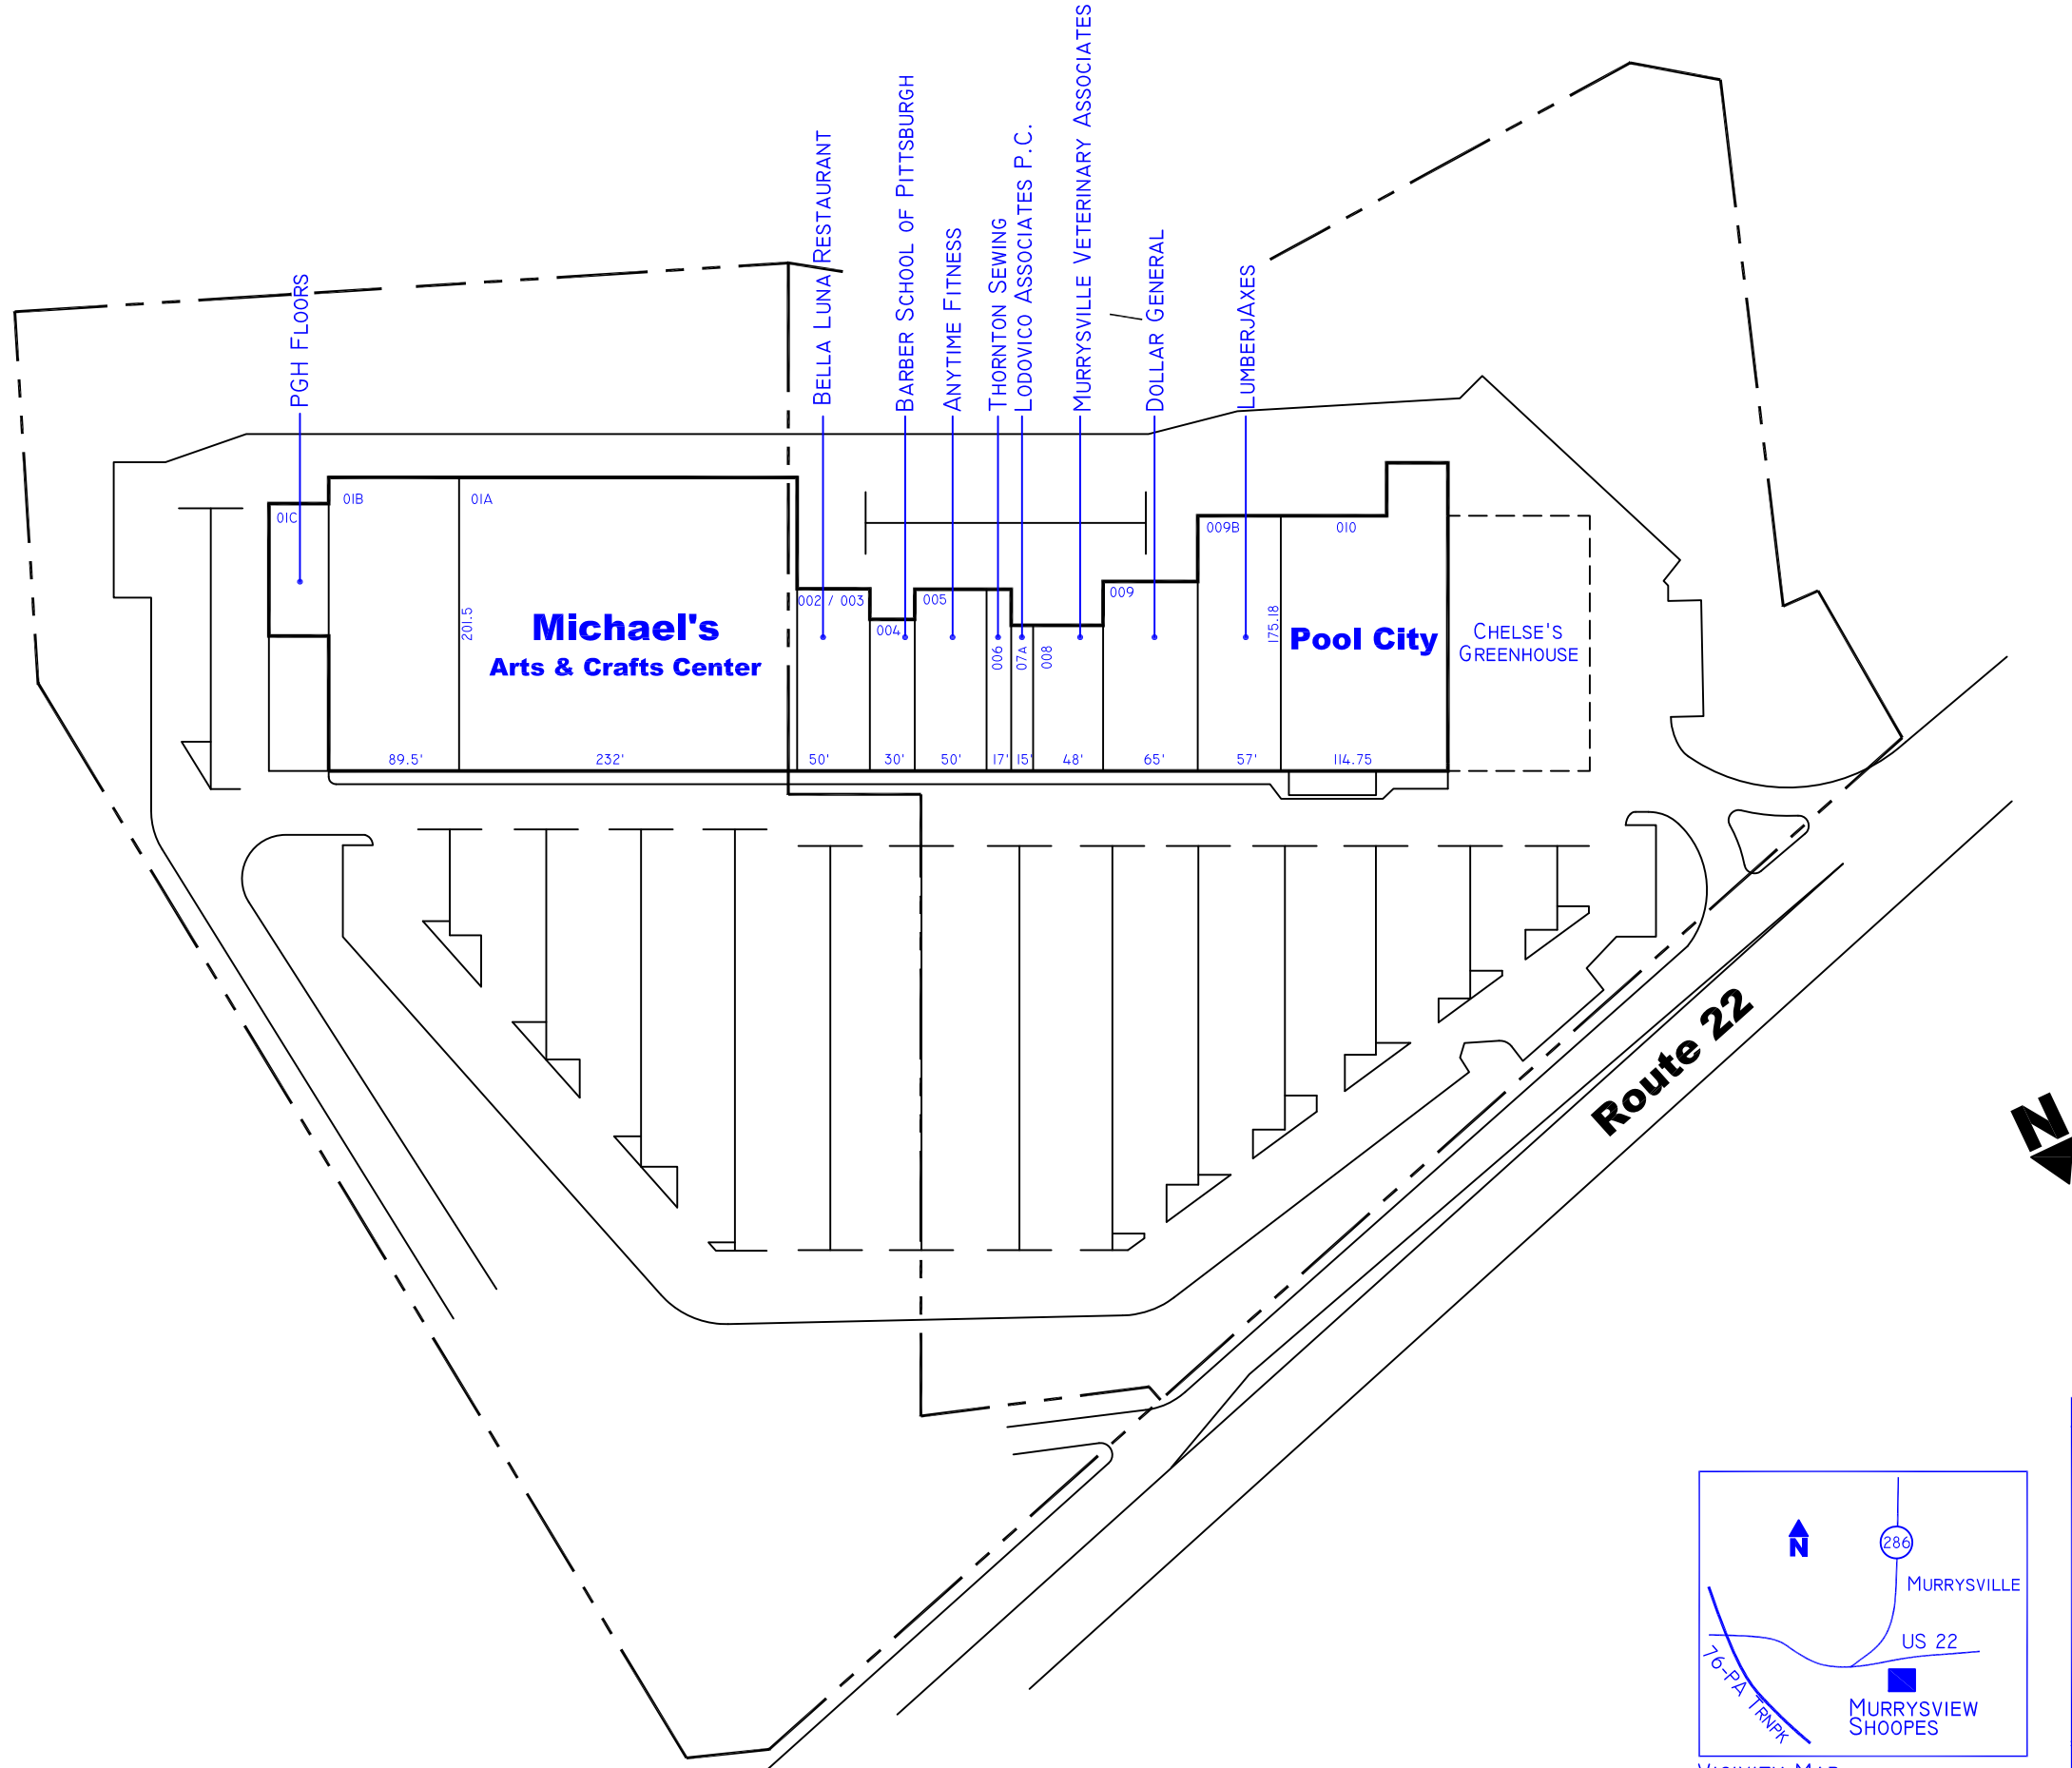 PGH FLOORS
BELLA LUNA RESTAURANT
BARBER SCHOOL OF PITTSBURGH
ANYTIME FITNESS
THORNTON SEWING
LODOVICO ASSOCIATES P.C.
MURRYSVILLE VETERINARY ASSOCIATES
DOLLAR GENERAL
LUMBERJAXES
01C
01B
01A
002 / 003
004
005
006
07A
008
009
009B
010
201.5
175.18
Michael's
Arts & Crafts Center
Pool City
CHELSE'S
GREENHOUSE
89.5'
232'
50'
30'
50'
17'
15'
48'
65'
57'
114.75
Route 22
N
N
286
MURRYSVILLE
US 22
76-PA TRNPK
MURRYSVIEW
SHOOPES